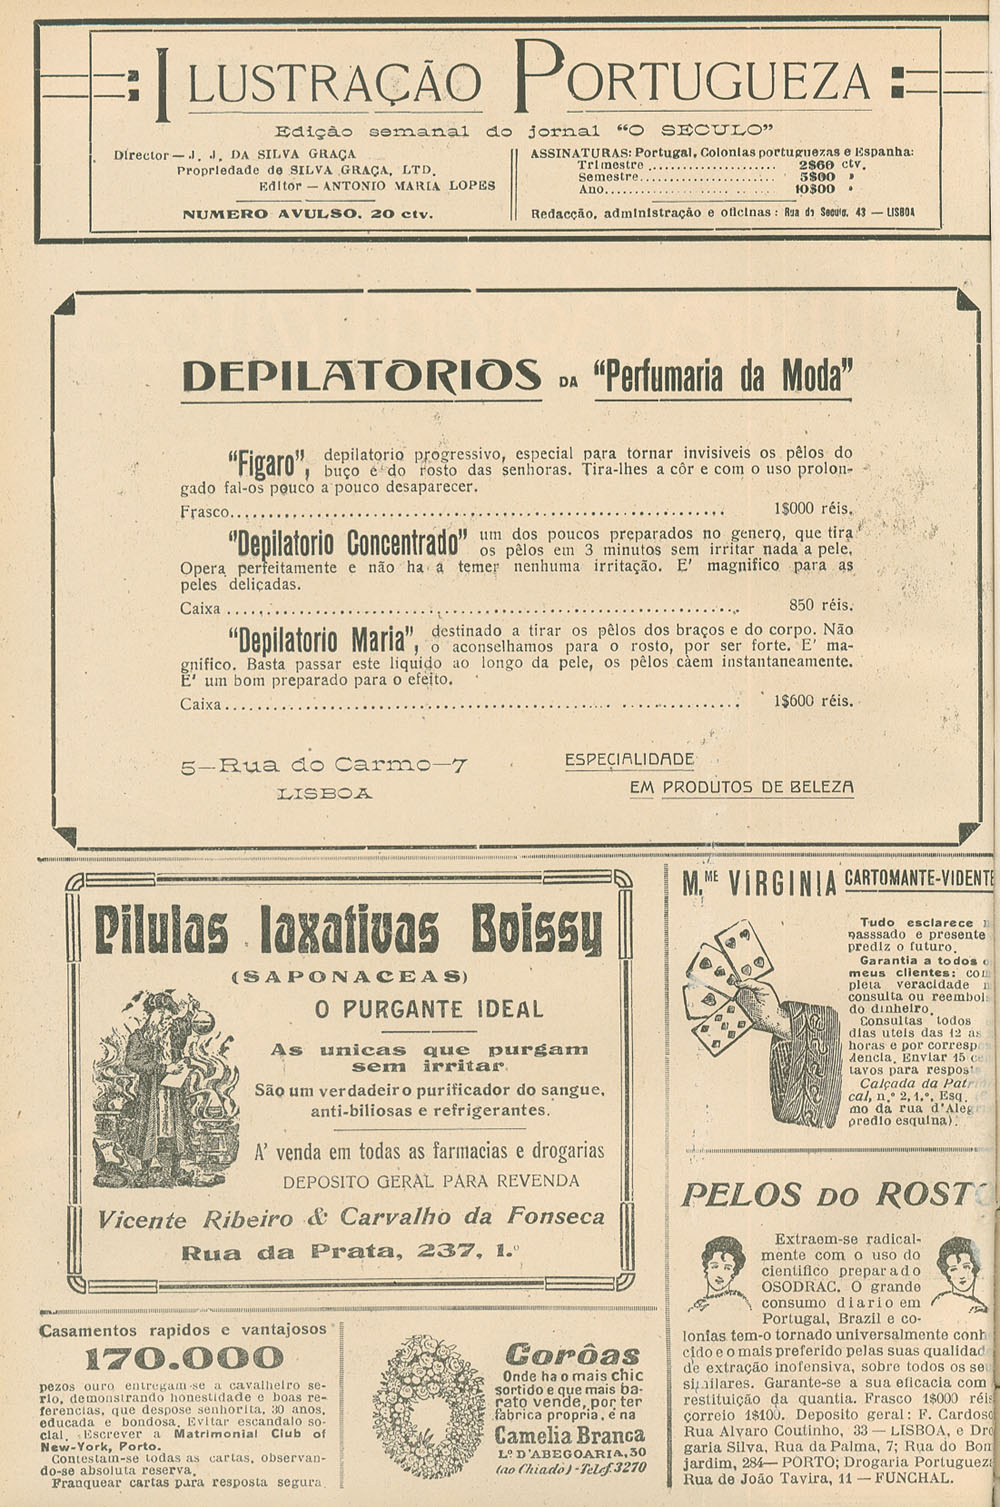 ILUSTRAÇÃO PORTUGUEZA
Edição semanal do jornal “O SECULO”
Director — J. J. DA SILVA GRAÇA
Propriedade de SILVA GRAÇA, LTD.
Editor — ANTONIO MARIA LOPES
NUMERO AVULSO, 20 ctv.
ASSINATURAS: Portugal, Colonias portuguezas e Espanha:
Trimestre ................... 2$60 ctv.
Semestre................... 5$00 »
Ano................... 10$00 »
Redacção, administração e oficinas: Rua do Seculo, 43 — LISBOA
DEPILATORIOS DA “Perfumaria da Moda”
“Figaro”, depilatorio progressivo, especial para tornar invisiveis os pêlos do
buço e do rosto das senhoras. Tira-lhes a côr e com o uso prolon-
gado fal-os pouco a pouco desaparecer.
Frasco................... 1$000 réis.
“Depilatorio Concentrado” um dos poucos preparados no genero, que tira
os pêlos em 3 minutos sem irritar nada a pele.
Opera perfeitamente e não ha a temer nenhuma irritação. E' magnifico para as
peles delicadas.
Caixa................... 850 réis.
“Depilatorio Maria”, destinado a tirar os pêlos dos braços e do corpo. Não
o aconselhamos para o rosto, por ser forte. E' ma-
gnifico. Basta passar este liquido ao longo da pele, os pêlos cáem instantaneamente.
E' um bom preparado para o efeito.
Caixa................... 1$600 réis.
5—Rua do Carmo—7
LISBOA
ESPECIALIDADE
EM PRODUTOS DE BELEZA
Pilulas laxativas Boissy
(SAPONACEAS)
O PURGANTE IDEAL
As unicas que purgam
sem irritar
São um verdadeiro purificador do sangue,
anti-biliosas e refrigerantes.
A' venda em todas as farmacias e drogarias
DEPOSITO GERAL PARA REVENDA
Vicente Ribeiro & Carvalho da Fonseca
Rua da Prata, 237, 1.º
M.ME VIRGINIA CARTOMANTE-VIDENTE
Tudo esclarece
passsado e presente
prediz o futuro.
Garantia a todos
meus clientes: com
pleta veracidade
consulta ou reembol
do dinheiro.
Consultas todos
dias uteis das 12 ás
horas e por corresp
dencia. Enviar 15 ce
tavos para respost
Calçada da Patr
cal, n.º 2, 1.º, Esq.
mo da rua d'Aleg
predio esquina).
PELOS DO ROSTO
Extraem-se radical-
mente com o uso do
cientifico preparado
OSODRAC. O grande
consumo diario em
Portugal, Brazil e co-
lonias tem-o tornado universalmente conh
cido e o mais preferido pelas suas qualidad
de extração inofensiva, sobre todos os se
similares. Garante-se a sua eficacia com
restituição da quantia. Frasco 1$000 réis
correio 1$100. Deposito geral: F. Cardoso
Rua Alvaro Coutinho, 33 — LISBOA, e Dro
garia Silva, Rua da Palma, 7; Rua do Bom
jardim, 284— PORTO; Drogaria Portugueza
Rua de João Tavira, 11 — FUNCHAL.
Casamentos rapidos e vantajosos
170.000
pezos ouro entregam-se a cavalheiro se-
rio, demonstrando honestidade e boas re-
ferencias, que despose senhorita, 30 anos,
educada e bondosa. Evitar escandalo so-
cial. Escrever a Matrimonial Club of
New-York, Porto.
Contestam-se todas as cartas, observan-
do-se absoluta reserva.
Franquear cartas para resposta segura
Corôas
Onde ha o mais chic
sortido e que mais ba-
rato vende, por ter
fabrica propria, é na
Camelia Branca
L.º D'ABEGOARIA, 50
(ao Chiado) - Telef. 3270